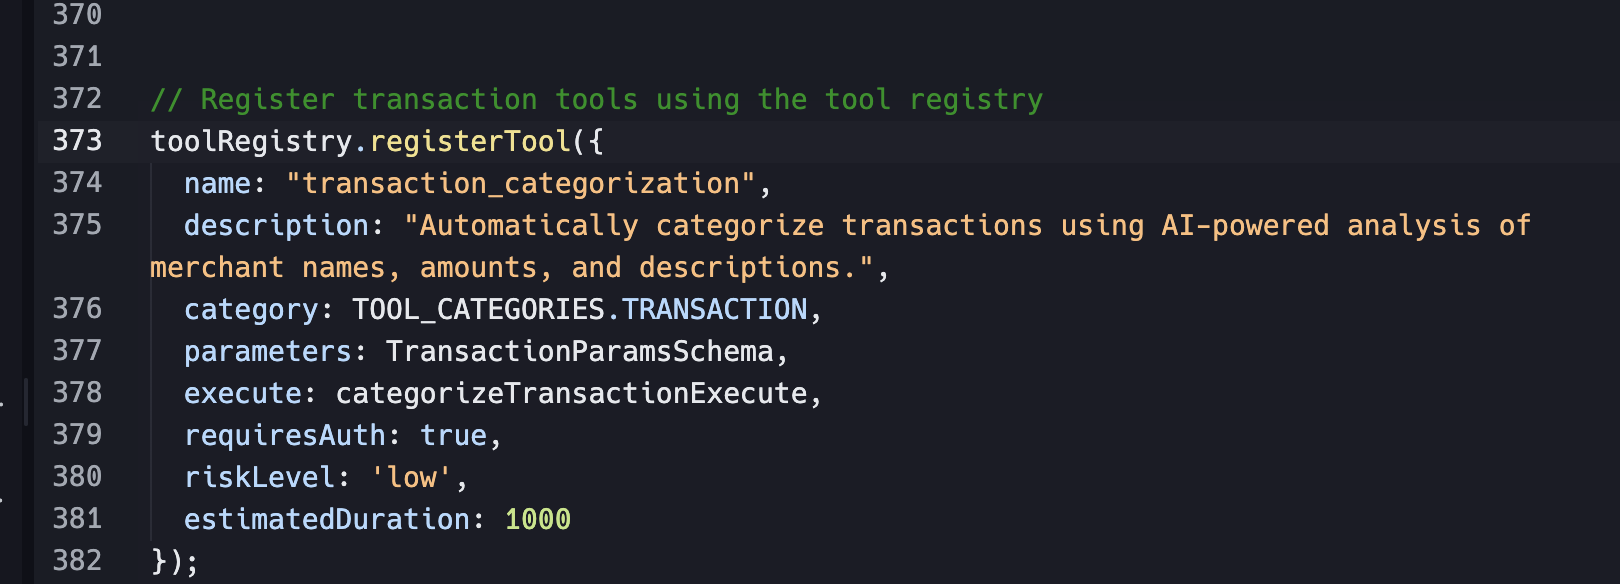 370
371
372 // Register transaction tools using the tool registry
373 toolRegistry.registerTool({
374 name: "transaction_categorization",
375 description: "Automatically categorize transactions using AI-powered analysis of
merchant names, amounts, and descriptions.",
376 category: TOOL_CATEGORIES.TRANSACTION,
377 parameters: TransactionParamsSchema,
378 execute: categorizeTransactionExecute,
379 requiresAuth: true,
380 riskLevel: 'low',
381 estimatedDuration: 1000
382 });